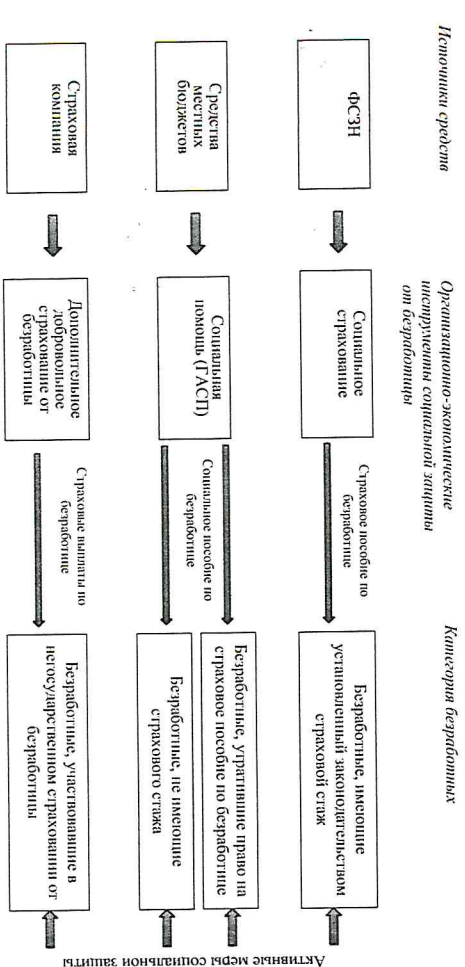 Источники средств
Организационно-экономические
инструменты социальной защиты
от безработицы
Категория безработных
ФСЗН
Социальное
страхование
Страховое пособие по
безработице
Безработные, имеющие
установленный законодательством
страховой стаж
Средства
местных
бюджетов
Социальная
помощь (ГАСП)
Социальное пособие по
безработице
Безработные, утратившие право на
страховое пособие по безработице
Безработные, не имеющие
страхового стажа
Страховая
компания
Дополнительное
добровольное
страхование от
безработицы
Страховые выплаты по
безработице
Безработные, участвовавшие в
негосударственном страховании от
безработицы
Активные меры социальной защиты